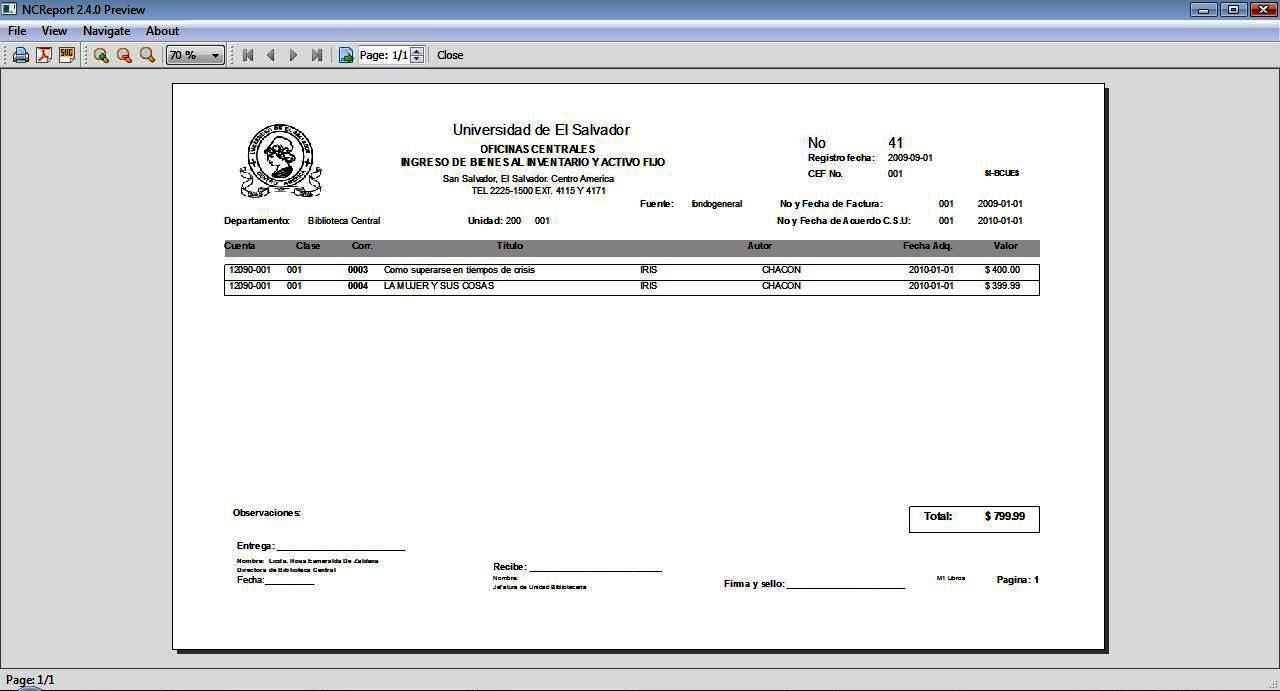 NCReport 2.4.0 Preview
File View Navigate About
SVG 70 % Page: 1/1 Close
Universidad de El Salvador
OFICINAS CENTRALES
INGRESO DE BIENES AL INVENTARIO Y ACTIVO FIJO
San Salvador, El Salvador. Centro America
TEL 2225-1500 EXT. 4115 Y 4171
No 41
Registro fecha: 2009-09-01
CEF No. 001 SI-BCUES
Fuente: fondogeneral No y Fecha de Factura: 001 2009-01-01
Departamento: Biblioteca Central Unidad: 200 001 No y Fecha de Acuerdo C.S.U: 001 2010-01-01
Cuenta Clase Corr. Titulo Autor Fecha Adq. Valor
12090-001 001 0003 Como superarse en tiempos de crisis IRIS CHACON 2010-01-01 $ 400.00
12090-001 001 0004 LA MUJER Y SUS COSAS IRIS CHACON 2010-01-01 $ 399.99
Observaciones:
Total: $ 799.99
Entrega:
Nombre: Licda. Rosa Esmeralda De Zaldana
Directora de Biblioteca Central
Fecha:
Recibe:
Nombre:
Jefatura de Unidad Bibliotecaria
Firma y sello:
M1 Libros
Pagina: 1
Page: 1/1